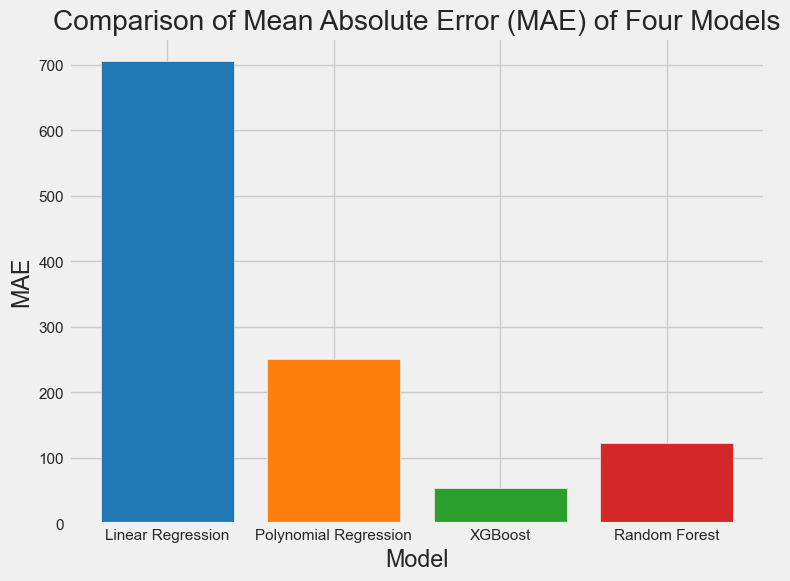 Comparison of Mean Absolute Error (MAE) of Four Models
700
600
500
400
300
200
100
0
MAE
Linear Regression
Polynomial Regression
XGBoost
Random Forest
Model